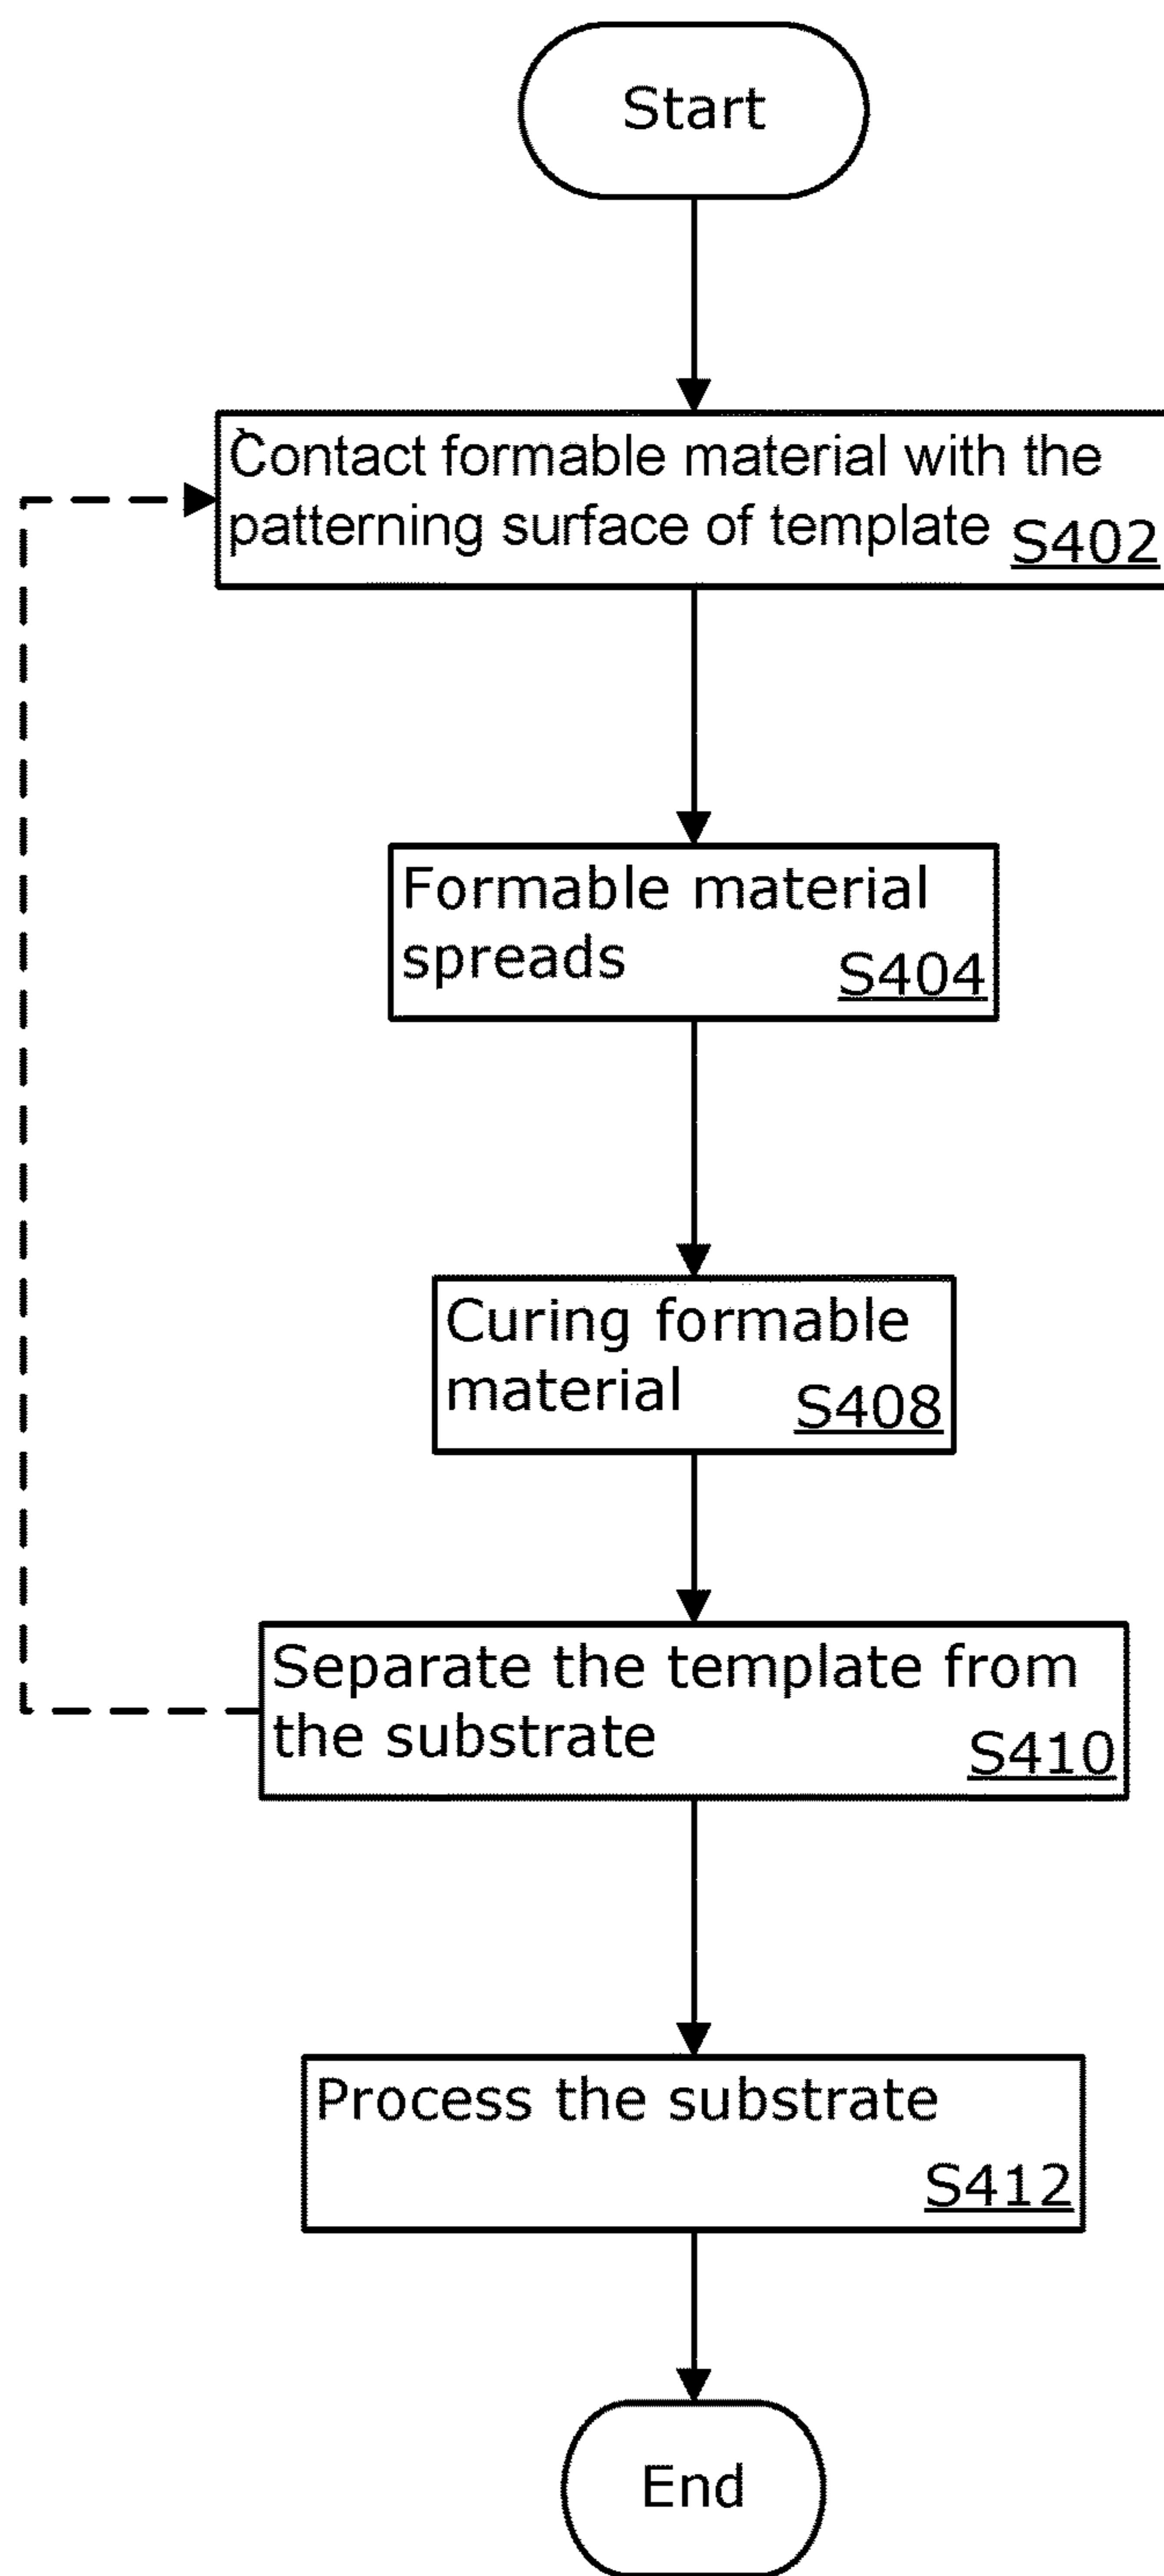 Start
Contact formable material with the
patterning surface of template S402
Formable material
spreads S404
Curing formable
material S408
Separate the template from
the substrate S410
Process the substrate
S412
End